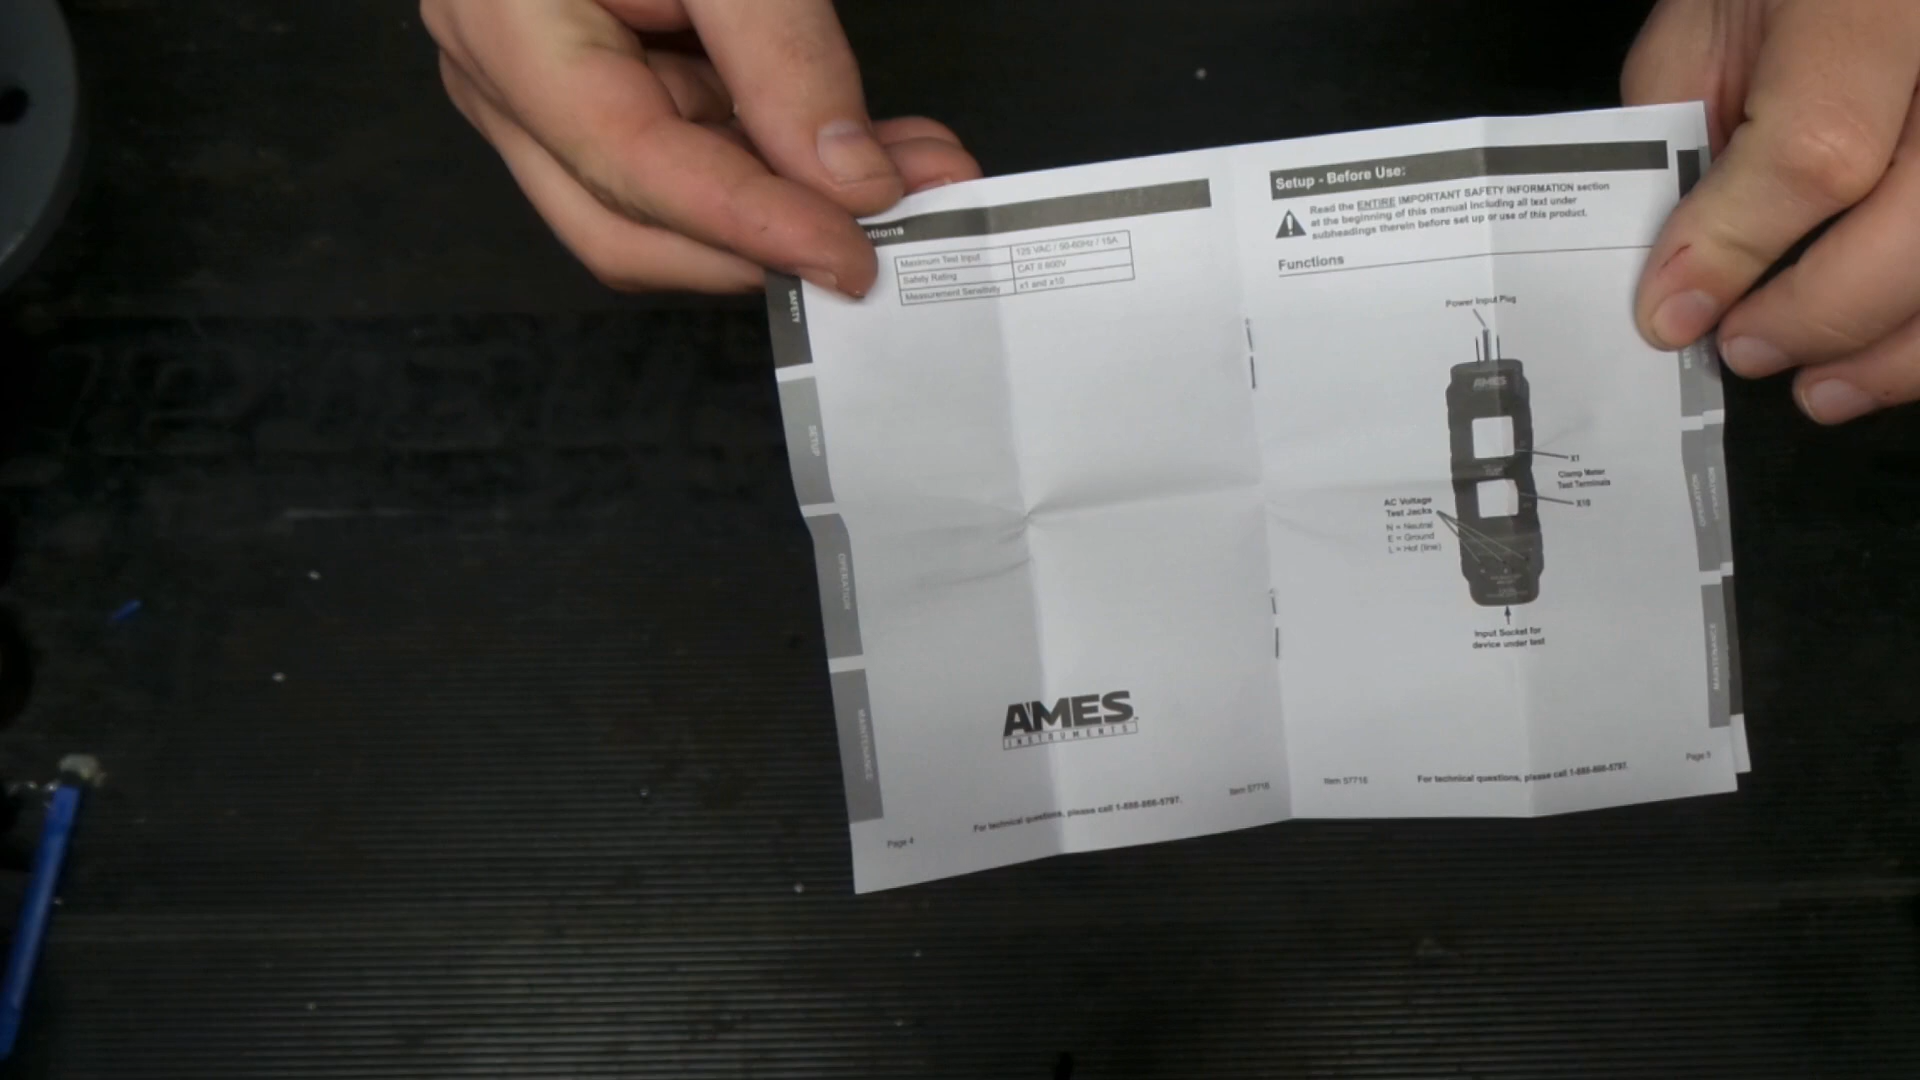 tions
Maximum Test Input 125 VAC / 50-60Hz / 15A
Safety Rating CAT II 600V
Measurement Sensitivity x1 and x10
SAFETY
SETUP
OPERATION
MAINTENANCE
AMES
INSTRUMENTS
Page 4
For technical questions, please call 1-888-866-5797.
Item 57716
Setup - Before Use:
Read the ENTIRE IMPORTANT SAFETY INFORMATION section
at the beginning of this manual including all text under
subheadings therein before set up or use of this product.
Functions
Power Input Plug
AMES
X1
Clamp Meter
Test Terminals
X10
AC Voltage
Test Jacks
N = Neutral
E = Ground
L = Hot (line)
Input Socket for
device under test
Item 57716
For technical questions, please call 1-888-866-5797.
Page 5
MAINTENANCE